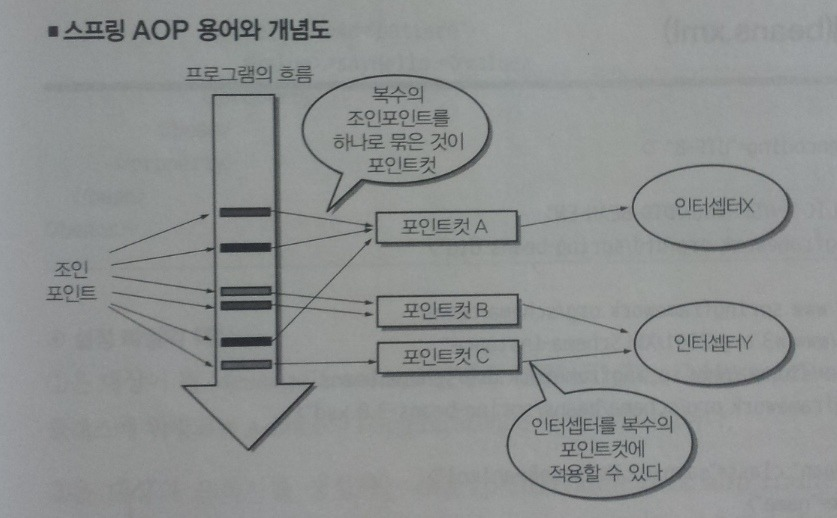 ■ 스프링 AOP 용어와 개념도
프로그램의 흐름
복수의
조인포인트를
하나로 묶은 것이
포인트컷
조인
포인트
포인트컷 A
포인트컷 B
포인트컷 C
인터셉터X
인터셉터Y
인터셉터를 복수의
포인트컷에
적용할 수 있다